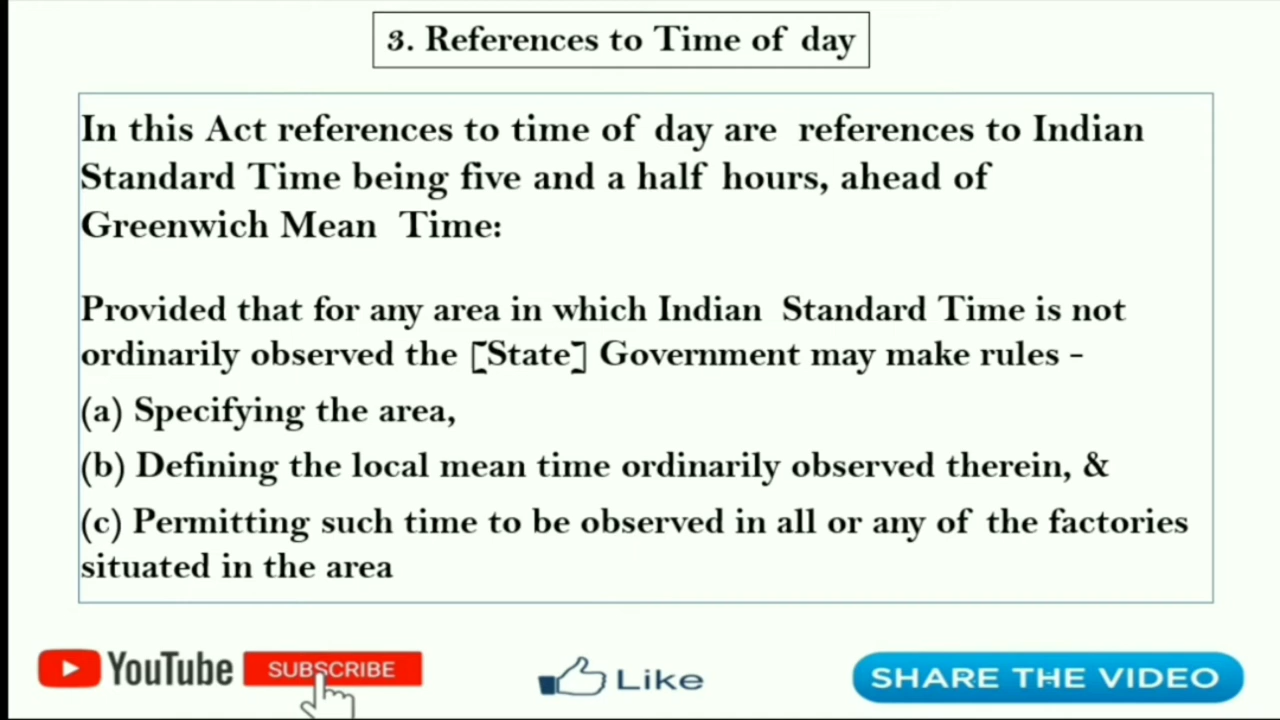 3. References to Time of day
In this Act references to time of day are references to Indian
Standard Time being five and a half hours, ahead of
Greenwich Mean Time:
Provided that for any area in which Indian Standard Time is not
ordinarily observed the [State] Government may make rules -
(a) Specifying the area,
(b) Defining the local mean time ordinarily observed therein, &
(c) Permitting such time to be observed in all or any of the factories
situated in the area
YouTube SUBSCRIBE Like SHARE THE VIDEO